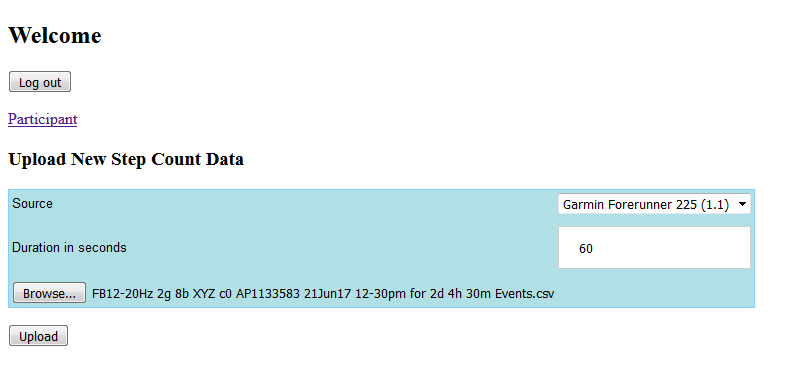 Welcome
Log out
Participant
Upload New Step Count Data
Source Garmin Forerunner 225 (1.1)
Duration in seconds 60
Browse... FB12-20Hz 2g 8b XYZ c0 AP1133583 21Jun17 12-30pm for 2d 4h 30m Events.csv
Upload